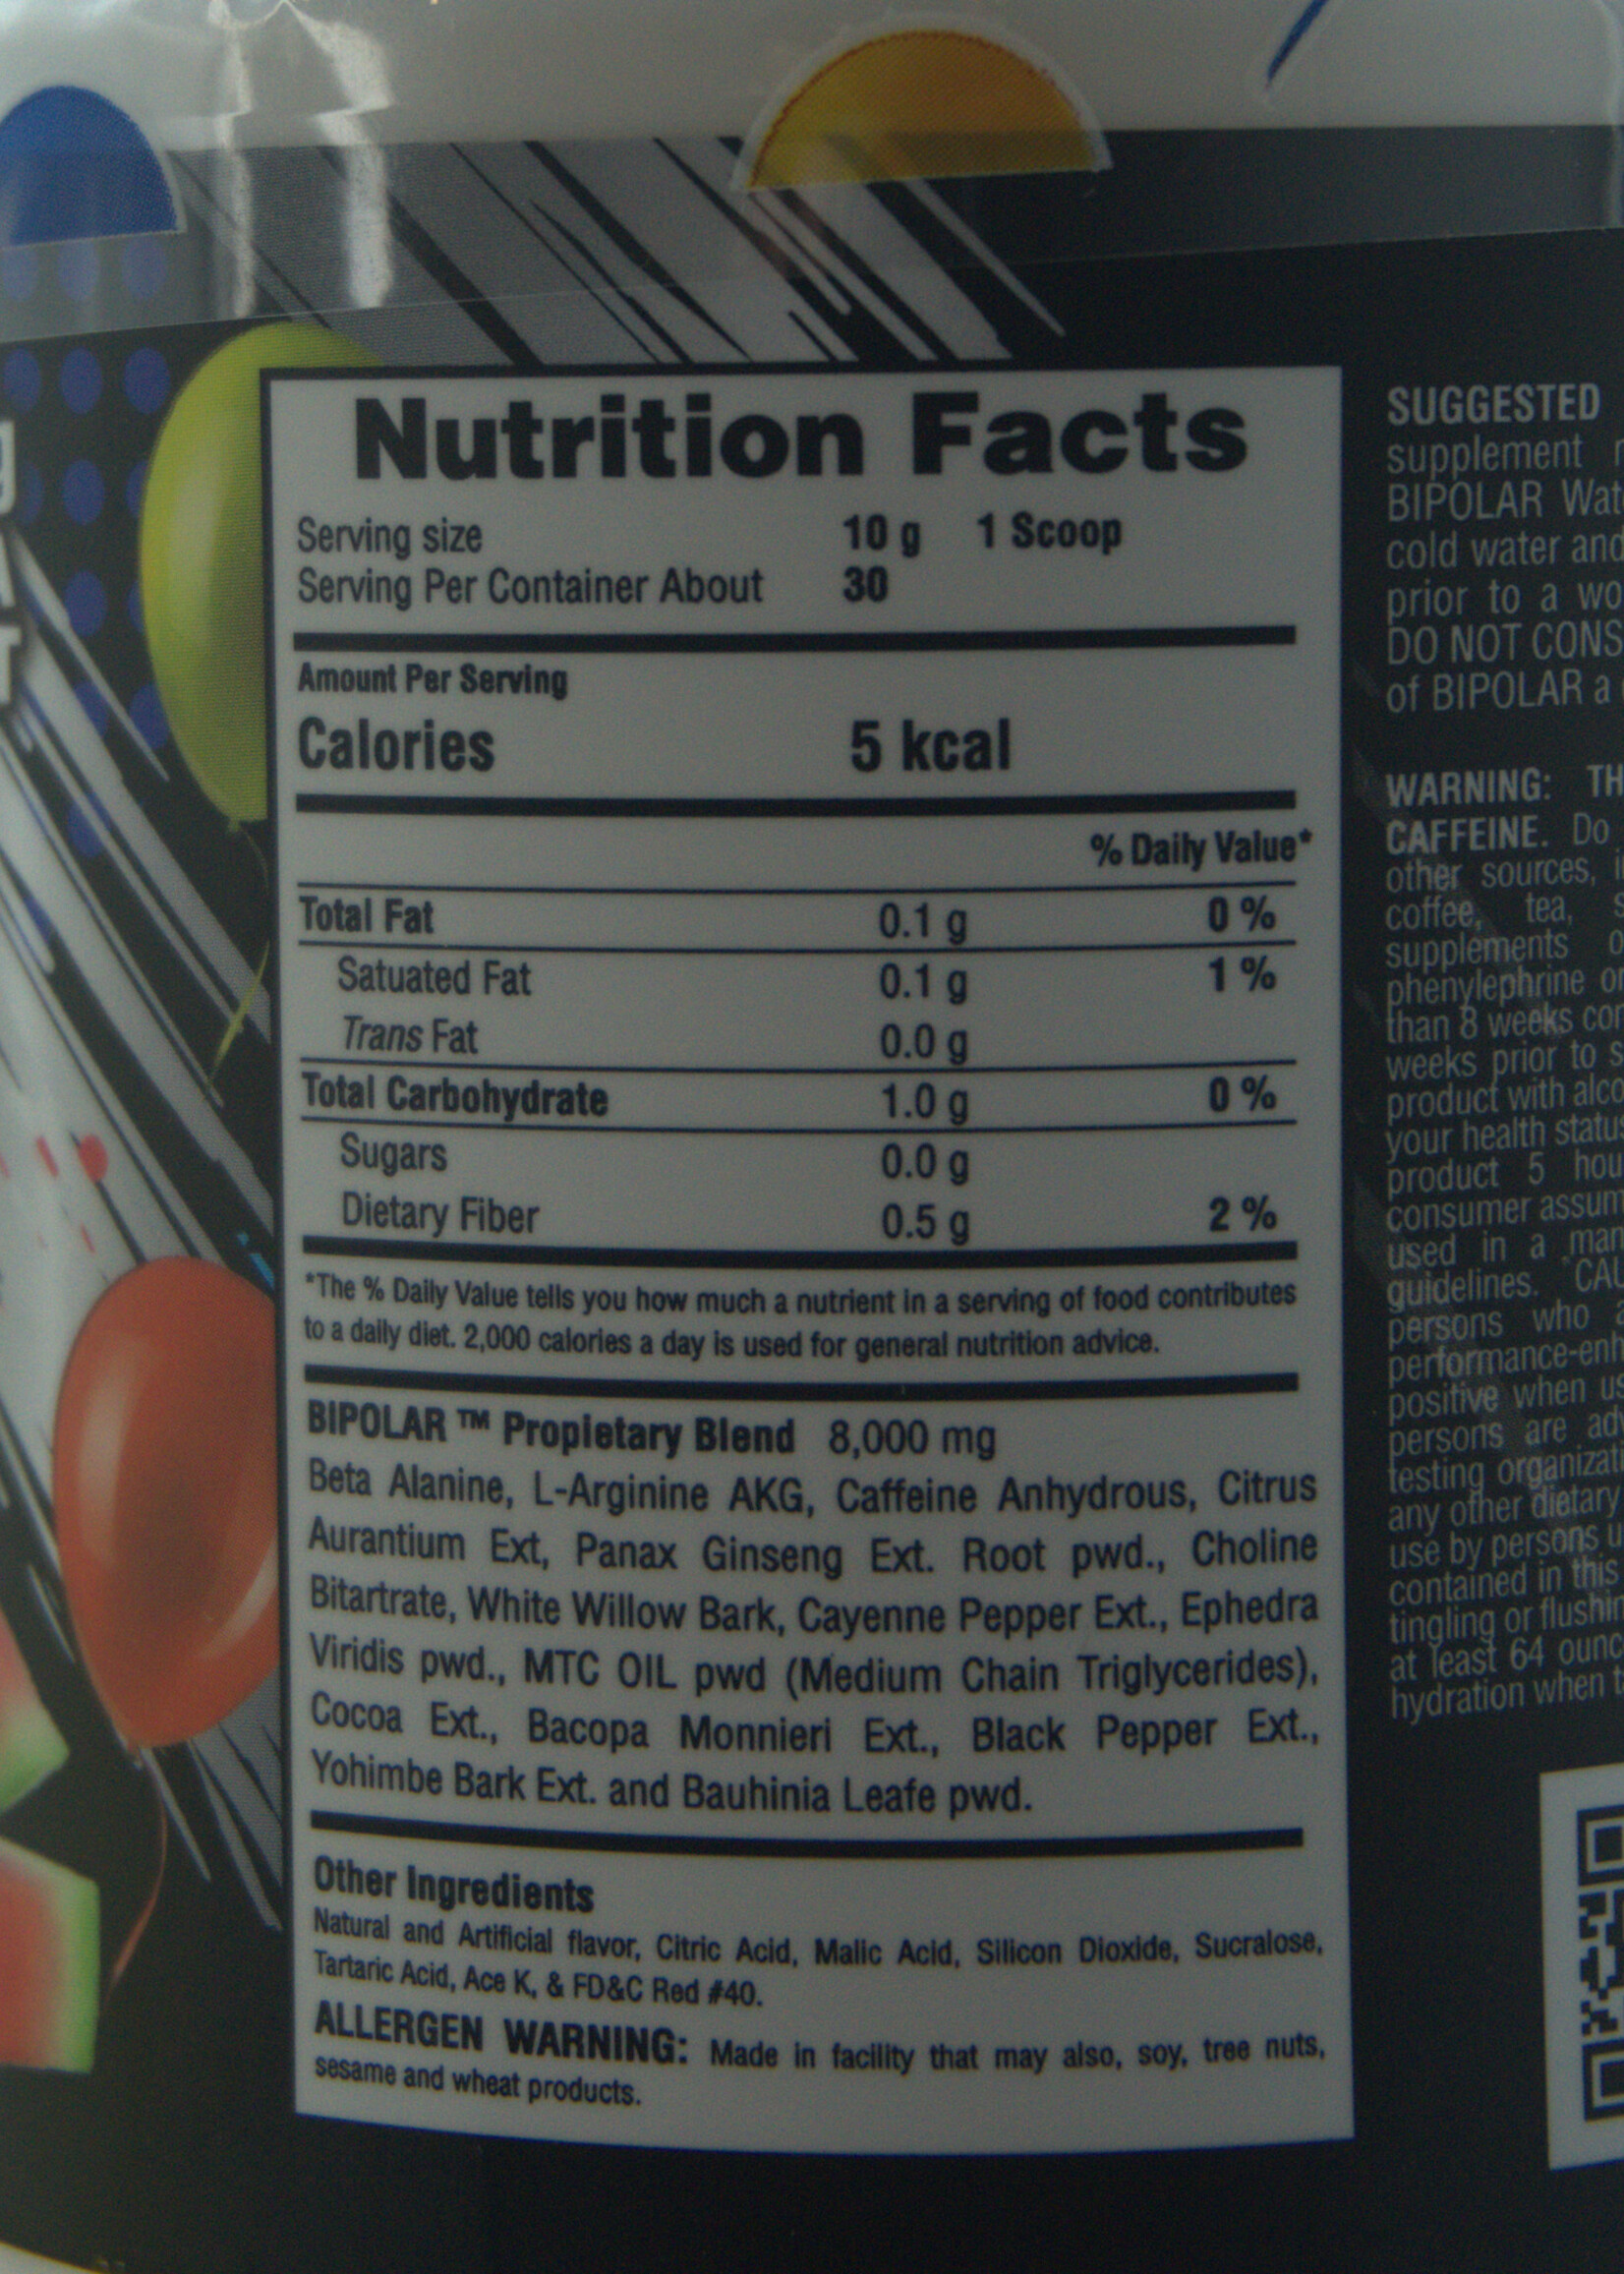 Nutrition Facts
Serving size 10 g 1 Scoop
Serving Per Container About 30
Amount Per Serving
Calories 5 kcal
% Daily Value*
Total Fat 0.1 g 0 %
Satuated Fat 0.1 g 1 %
Trans Fat 0.0 g
Total Carbohydrate 1.0 g 0 %
Sugars 0.0 g
Dietary Fiber 0.5 g 2 %
*The % Daily Value tells you how much a nutrient in a serving of food contributes
to a daily diet. 2,000 calories a day is used for general nutrition advice.
BIPOLAR ™ Propietary Blend 8,000 mg
Beta Alanine, L-Arginine AKG, Caffeine Anhydrous, Citrus
Aurantium Ext, Panax Ginseng Ext. Root pwd., Choline
Bitartrate, White Willow Bark, Cayenne Pepper Ext., Ephedra
Viridis pwd., MTC OIL pwd (Medium Chain Triglycerides),
Cocoa Ext., Bacopa Monnieri Ext., Black Pepper Ext.,
Yohimbe Bark Ext. and Bauhinia Leafe pwd.
Other Ingredients
Natural and Artificial flavor, Citric Acid, Malic Acid, Silicon Dioxide, Sucralose,
Tartaric Acid, Ace K, & FD&C Red #40.
ALLERGEN WARNING: Made in facility that may also, soy, tree nuts,
sesame and wheat products.
SUGGESTED
supplement
BIPOLAR
cold water and
prior to a
DO NOT
of BIPOLAR a
WARNING:
CAFFEINE. Do
other sources,
coffee, tea,
supplements
phenylephrine
than 8 weeks
weeks prior to
product with
your health
product 5
consumer
used in a
guidelines.
persons who
positive when
persons are
testing
any other dietary
use by persons
contained in this
tingling or
at least 64
hydration when